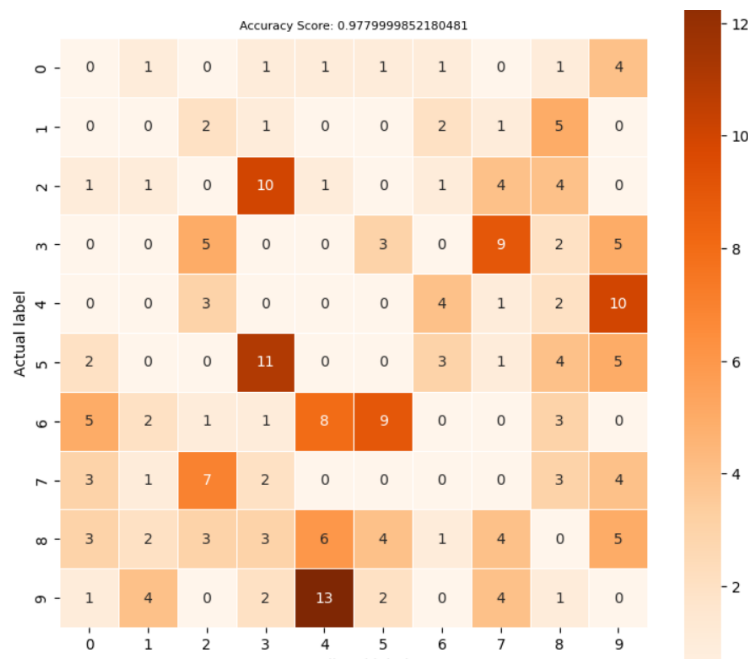 Accuracy Score: 0.9779999852180481
Actual label
0 0 1 0 1 1 1 1 0 1 4
1 0 0 2 1 0 0 2 1 5 0
2 1 1 0 10 1 0 1 4 4 0
3 0 0 5 0 0 3 0 9 2 5
4 0 0 3 0 0 0 4 1 2 10
5 2 0 0 11 0 0 3 1 4 5
6 5 2 1 1 8 9 0 0 3 0
7 3 1 7 2 0 0 0 0 3 4
8 3 2 3 3 6 4 1 4 0 5
9 1 4 0 2 13 2 0 4 1 0
0 1 2 3 4 5 6 7 8 9
12
10
8
6
4
2